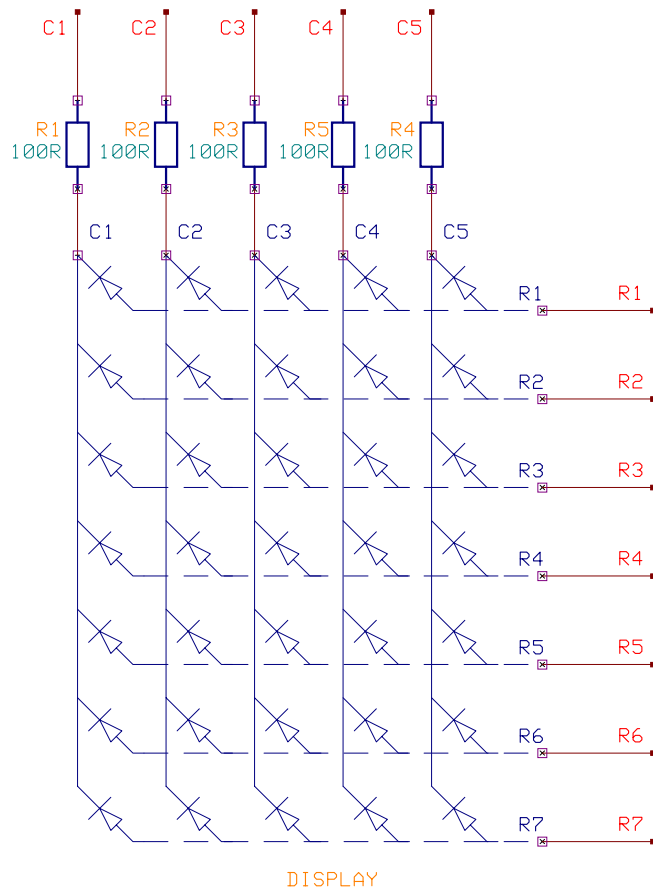 C1 C2 C3 C4 C5
R1 R2 R3 R5 R4
100R 100R 100R 100R 100R
C1 C2 C3 C4 C5
R1 R1
R2 R2
R3 R3
R4 R4
R5 R5
R6 R6
R7 R7
DISPLAY